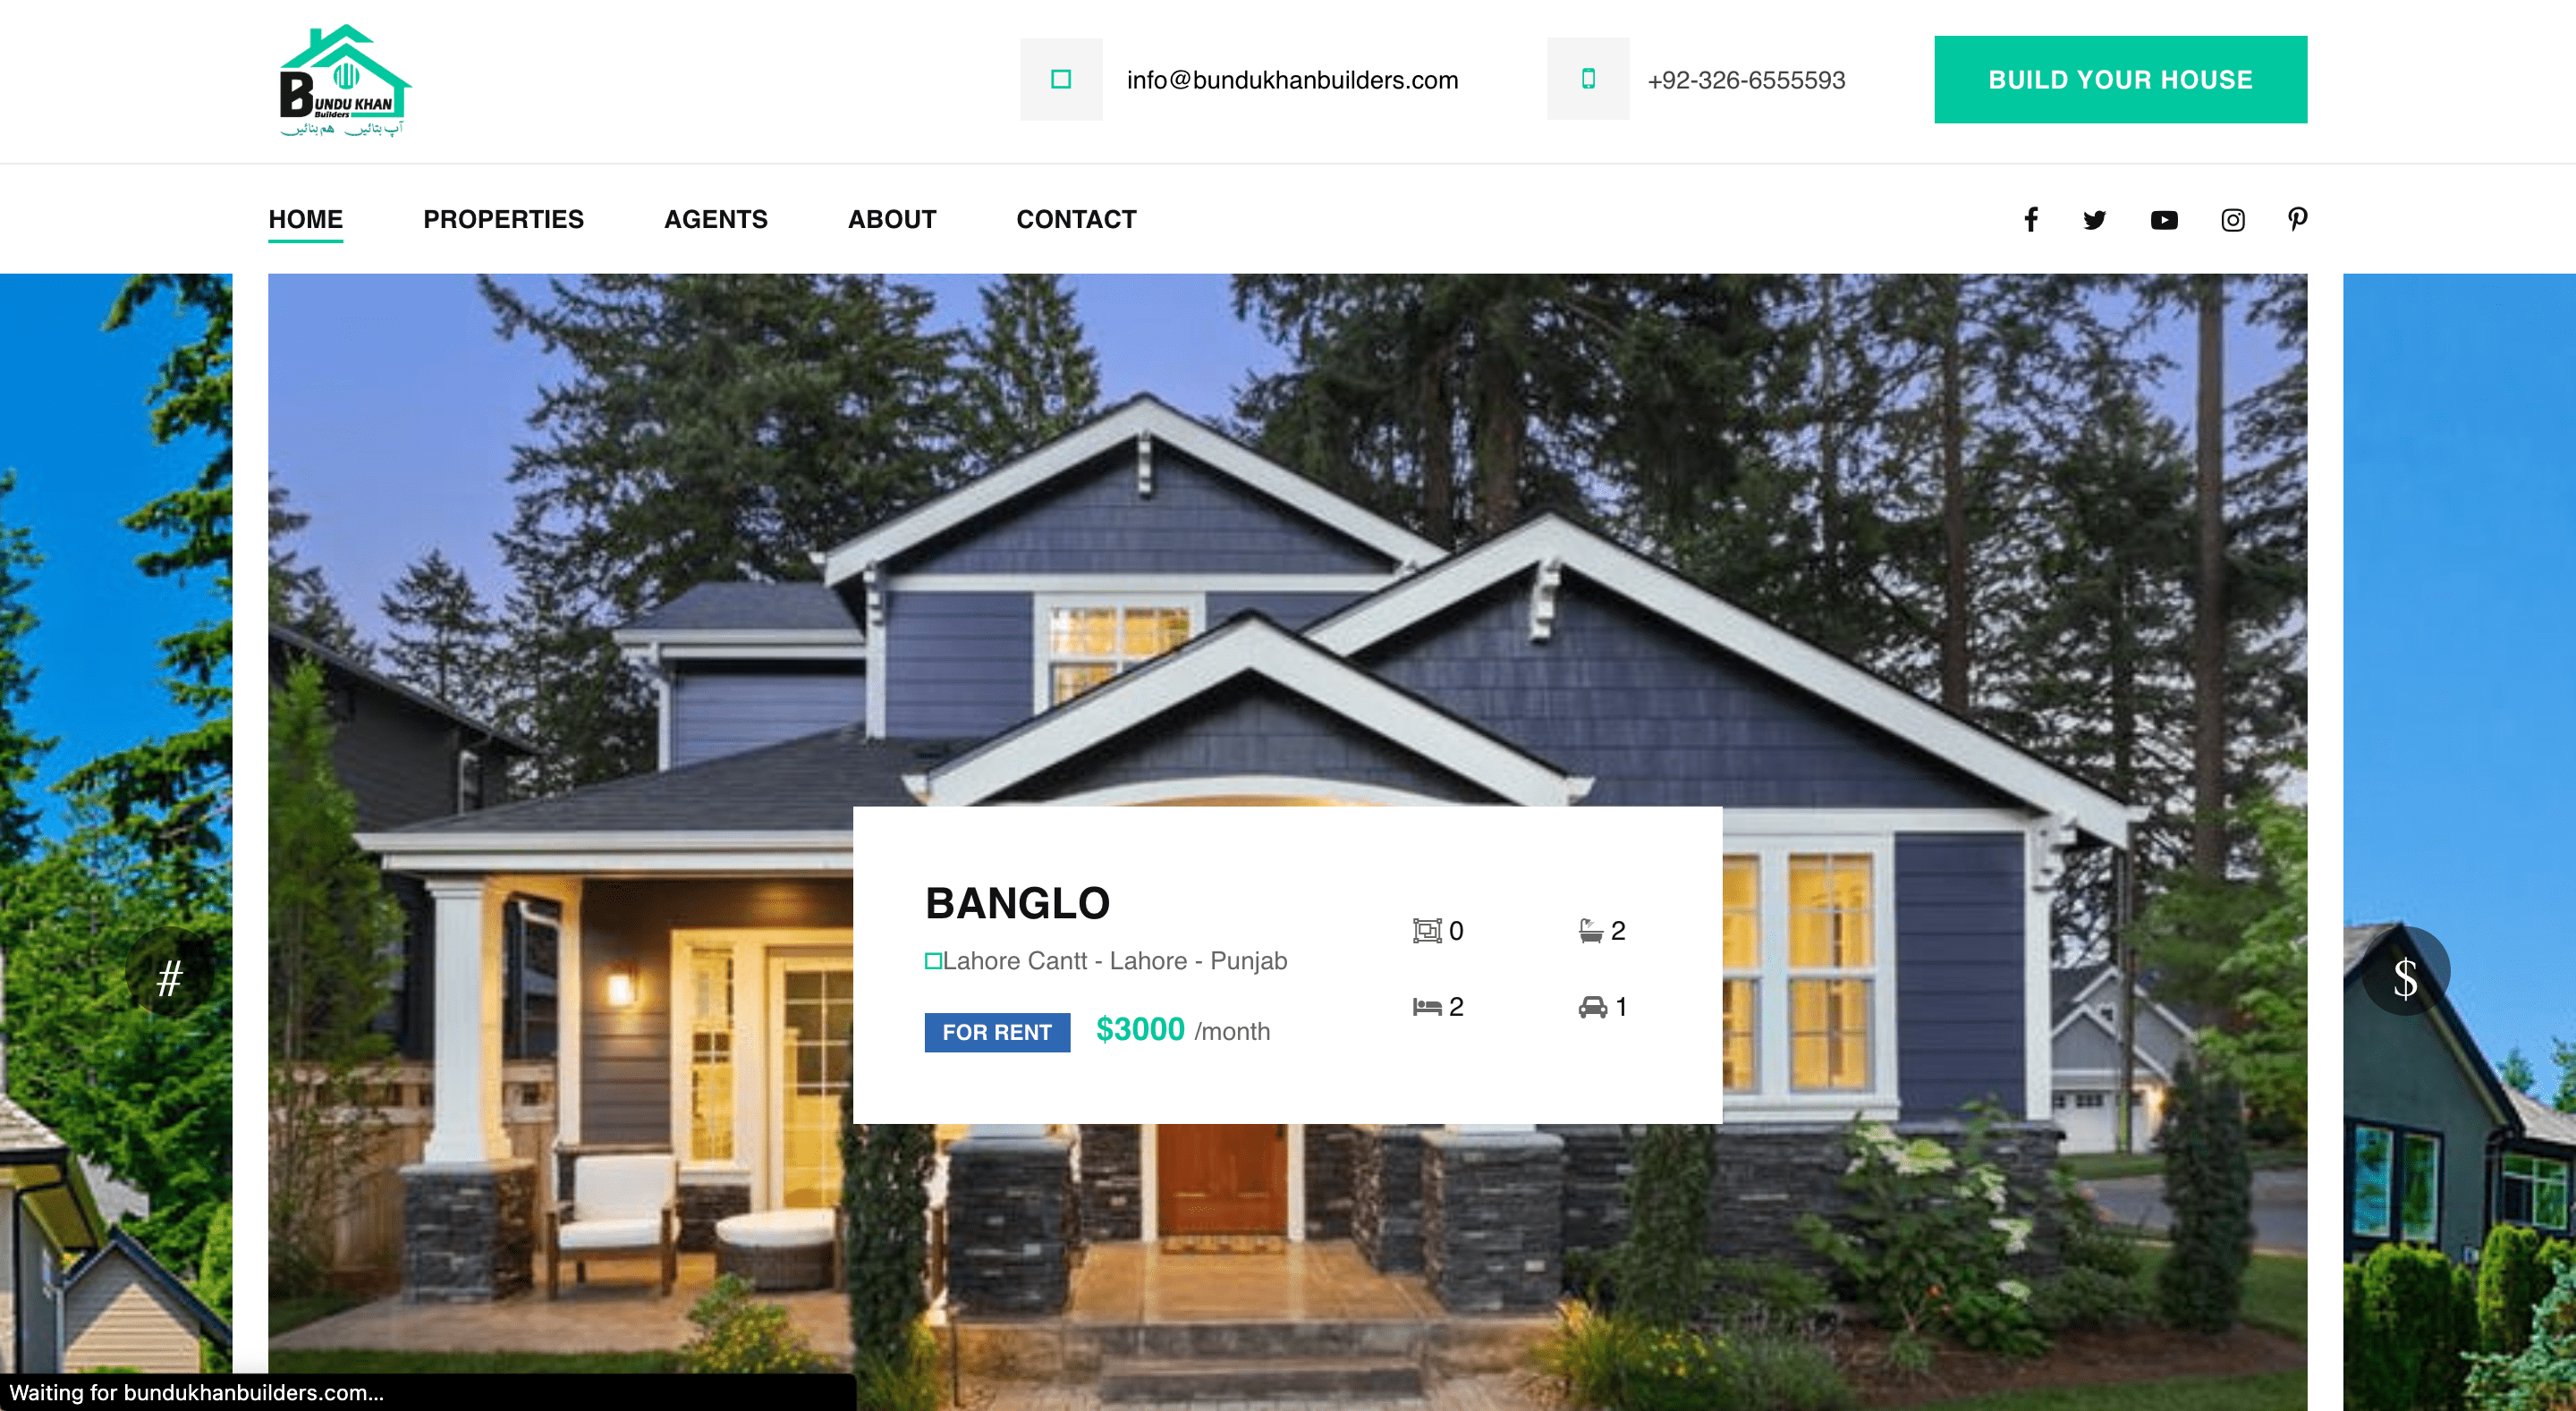 BUNDU KHAN
Builders
آپ بتائیں ہم بنائیں
info@bundukhanbuilders.com
+92-326-6555593
BUILD YOUR HOUSE
HOME PROPERTIES AGENTS ABOUT CONTACT
BANGLO
Lahore Cantt - Lahore - Punjab
FOR RENT $3000 /month
0 2
2 1
#
$
Waiting for bundukhanbuilders.com...